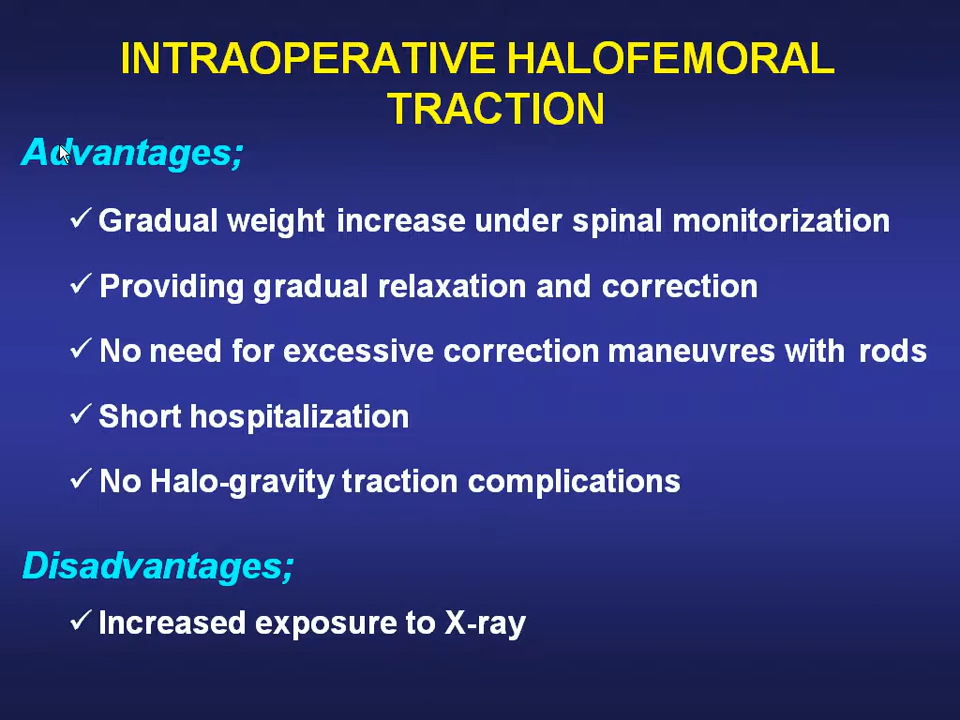 INTRAOPERATIVE HALOFEMORAL
TRACTION
Advantages;
✓ Gradual weight increase under spinal monitorization
✓ Providing gradual relaxation and correction
✓ No need for excessive correction maneuvres with rods
✓ Short hospitalization
✓ No Halo-gravity traction complications
Disadvantages;
✓ Increased exposure to X-ray